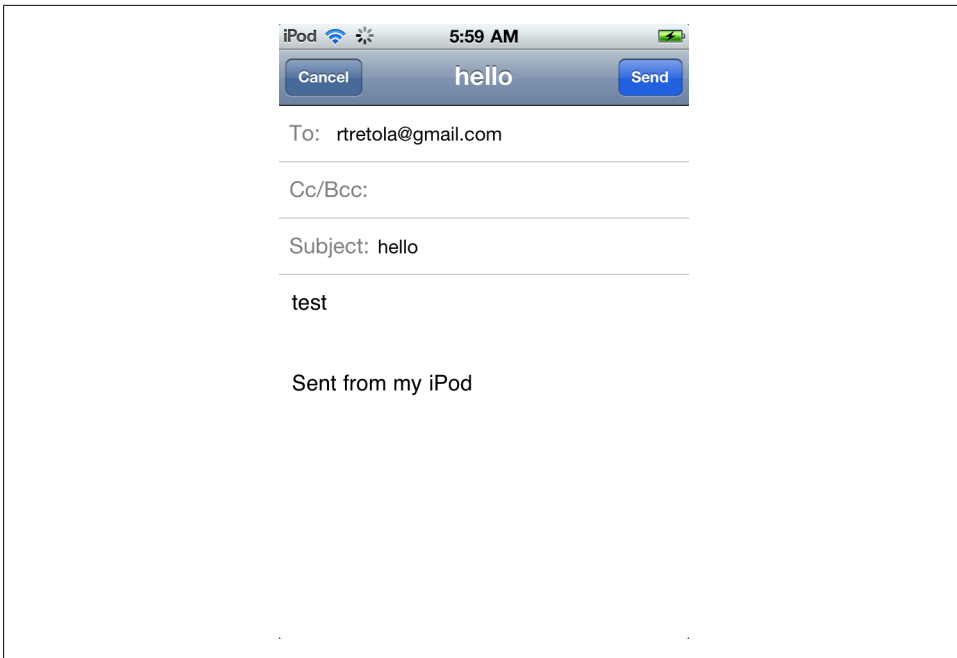 iPod 5:59 AM
Cancel hello Send
To: rtretola@gmail.com
Cc/Bcc:
Subject: hello
test
Sent from my iPod